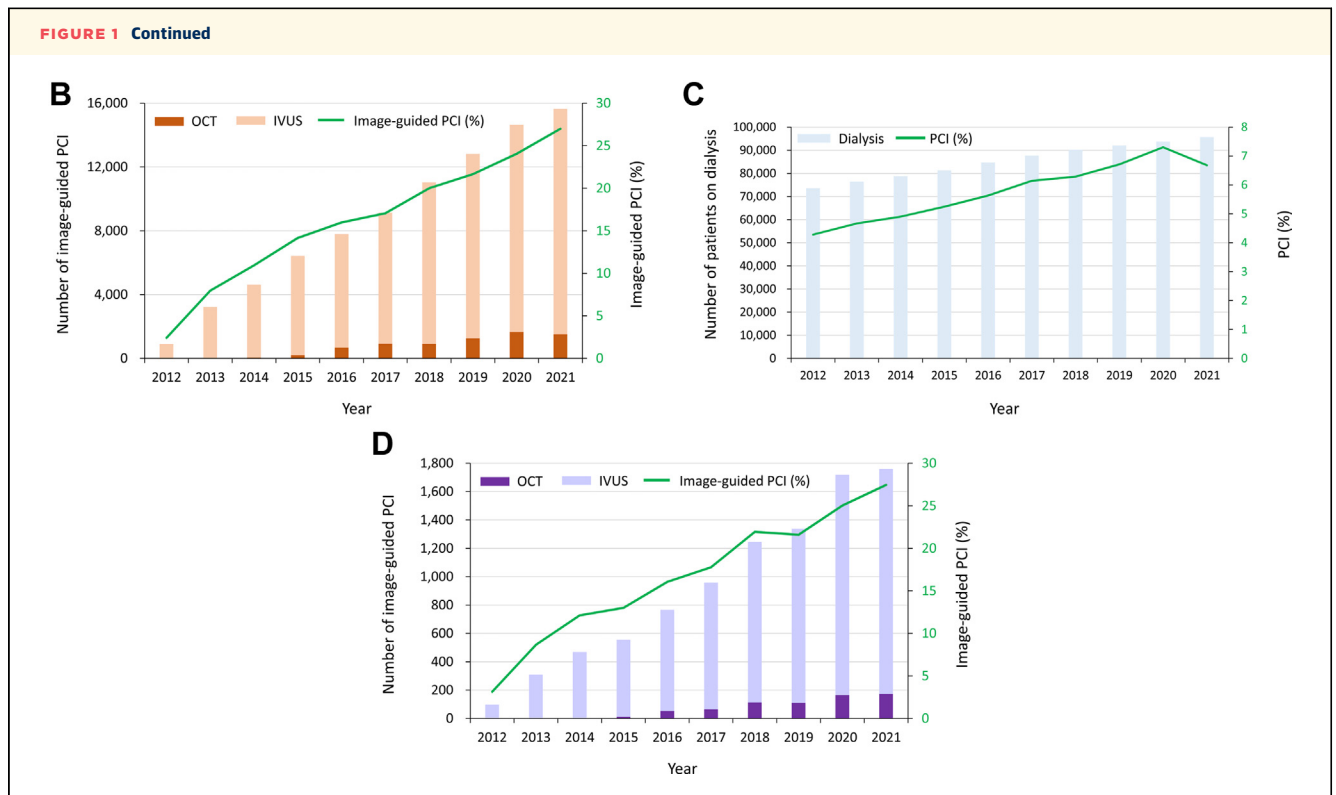 FIGURE 1 Continued
B
Number of image-guided PCI
16,000
12,000
8,000
4,000
0
OCT IVUS Image-guided PCI (%)
30
25
20
15
10
5
0
Image-guided PCI (%)
2012 2013 2014 2015 2016 2017 2018 2019 2020 2021
Year
C
Number of patients on dialysis
100,000
90,000
80,000
70,000
60,000
50,000
40,000
30,000
20,000
10,000
0
Dialysis PCI (%)
8
7
6
5
4
3
2
1
0
PCI (%)
2012 2013 2014 2015 2016 2017 2018 2019 2020 2021
Year
D
Number of image-guided PCI
1,800
1,600
1,400
1,200
1,000
800
600
400
200
0
OCT IVUS Image-guided PCI (%)
30
25
20
15
10
5
0
Image-guided PCI (%)
2012 2013 2014 2015 2016 2017 2018 2019 2020 2021
Year